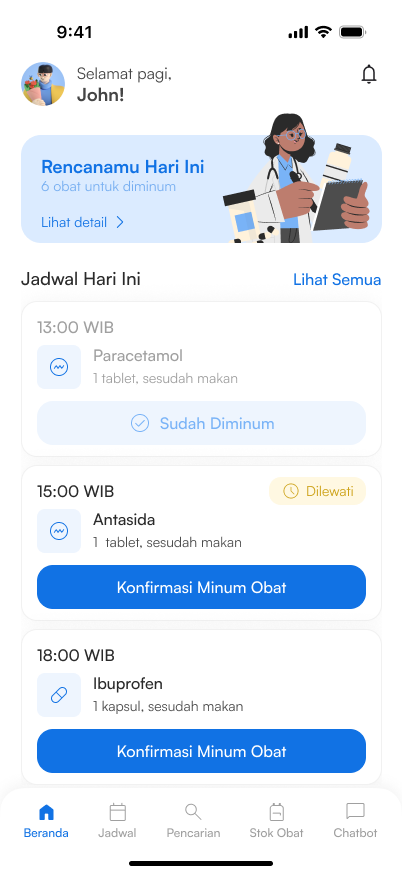 9:41
Selamat pagi,
John!
Rencanamu Hari Ini
6 obat untuk diminum
Lihat detail
Jadwal Hari Ini
Lihat Semua
13:00 WIB
Paracetamol
1 tablet, sesudah makan
Sudah Diminum
15:00 WIB
Dilewati
Antasida
1 tablet, sesudah makan
Konfirmasi Minum Obat
18:00 WIB
Ibuprofen
1 kapsul, sesudah makan
Konfirmasi Minum Obat
Beranda
Jadwal
Pencarian
Stok Obat
Chatbot